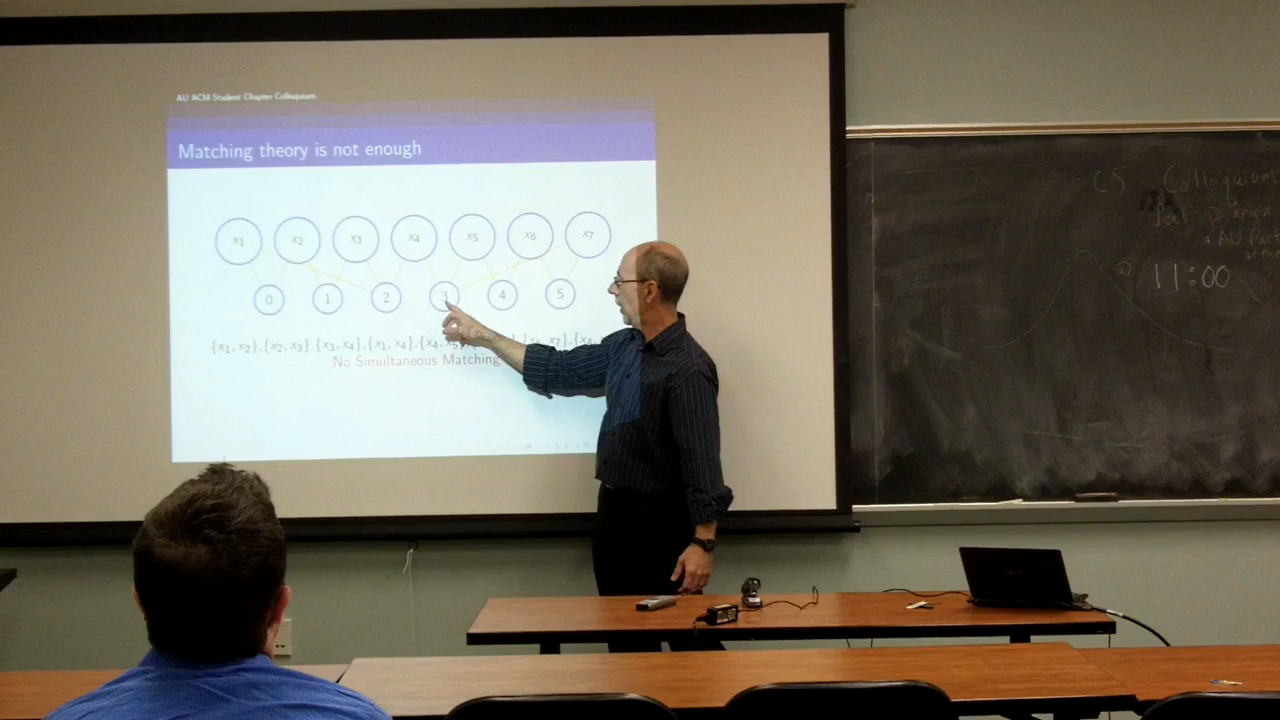 AU ACM Student Chapter Colloquium
Matching theory is not enough
x1 x2 x3 x4 x5 x6 x7
0 1 2 3 4 5
{x1, x2}, {x2, x3}, {x3, x4}, {x1, x4}, {x4, x5}
No Simultaneous Matching
CS Colloquium
AU
@ 11:00